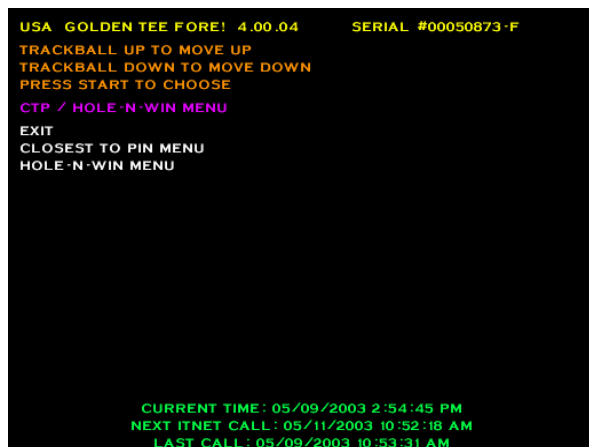 USA GOLDEN TEE FORE! 4.00.04 SERIAL #00050873-F
TRACKBALL UP TO MOVE UP
TRACKBALL DOWN TO MOVE DOWN
PRESS START TO CHOOSE
CTP / HOLE-N-WIN MENU
EXIT
CLOSEST TO PIN MENU
HOLE-N-WIN MENU
CURRENT TIME: 05/09/2003 2:54:45 PM
NEXT ITNET CALL: 05/11/2003 10:52:18 AM
LAST CALL: 05/09/2003 10:53:31 AM